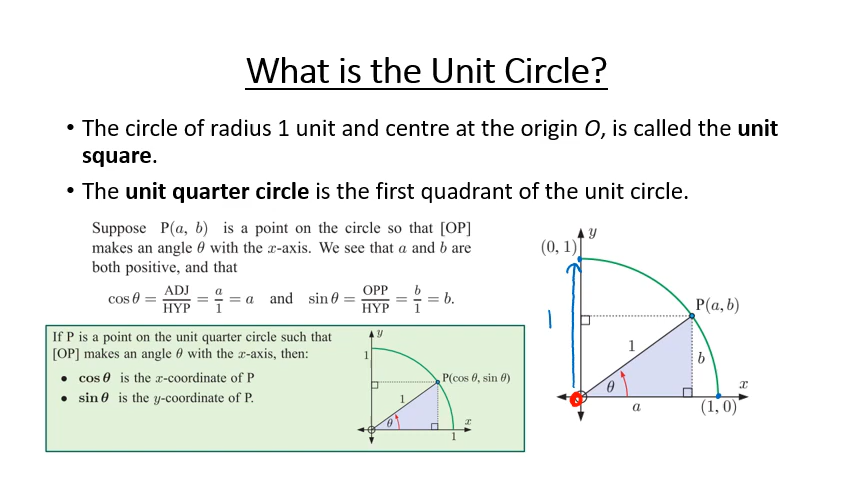 What is the Unit Circle?
• The circle of radius 1 unit and centre at the origin O, is called the unit
square.
• The unit quarter circle is the first quadrant of the unit circle.
Suppose P(a, b) is a point on the circle so that [OP]
makes an angle θ with the x-axis. We see that a and b are
both positive, and that
cos θ = ADJ/HYP = a/1 = a and sin θ = OPP/HYP = b/1 = b.
If P is a point on the unit quarter circle such that
[OP] makes an angle θ with the x-axis, then:
• cos θ is the x-coordinate of P
• sin θ is the y-coordinate of P.
y
1
P(cos θ, sin θ)
1
θ
x
1
y
(0, 1)
P(a, b)
1
1
b
θ
x
a
(1, 0)